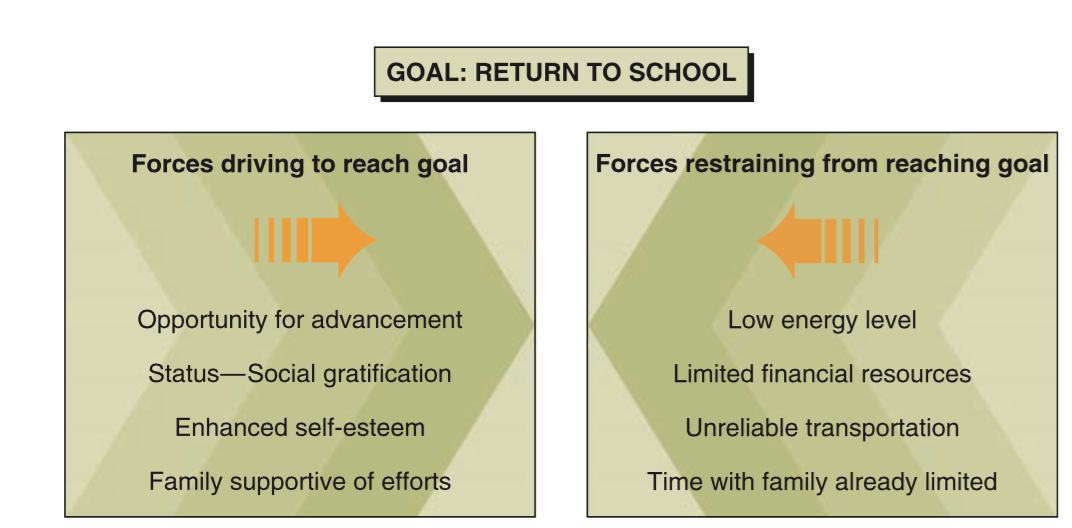 GOAL: RETURN TO SCHOOL
Forces driving to reach goal
Opportunity for advancement
Status—Social gratification
Enhanced self-esteem
Family supportive of efforts
Forces restraining from reaching goal
Low energy level
Limited financial resources
Unreliable transportation
Time with family already limited